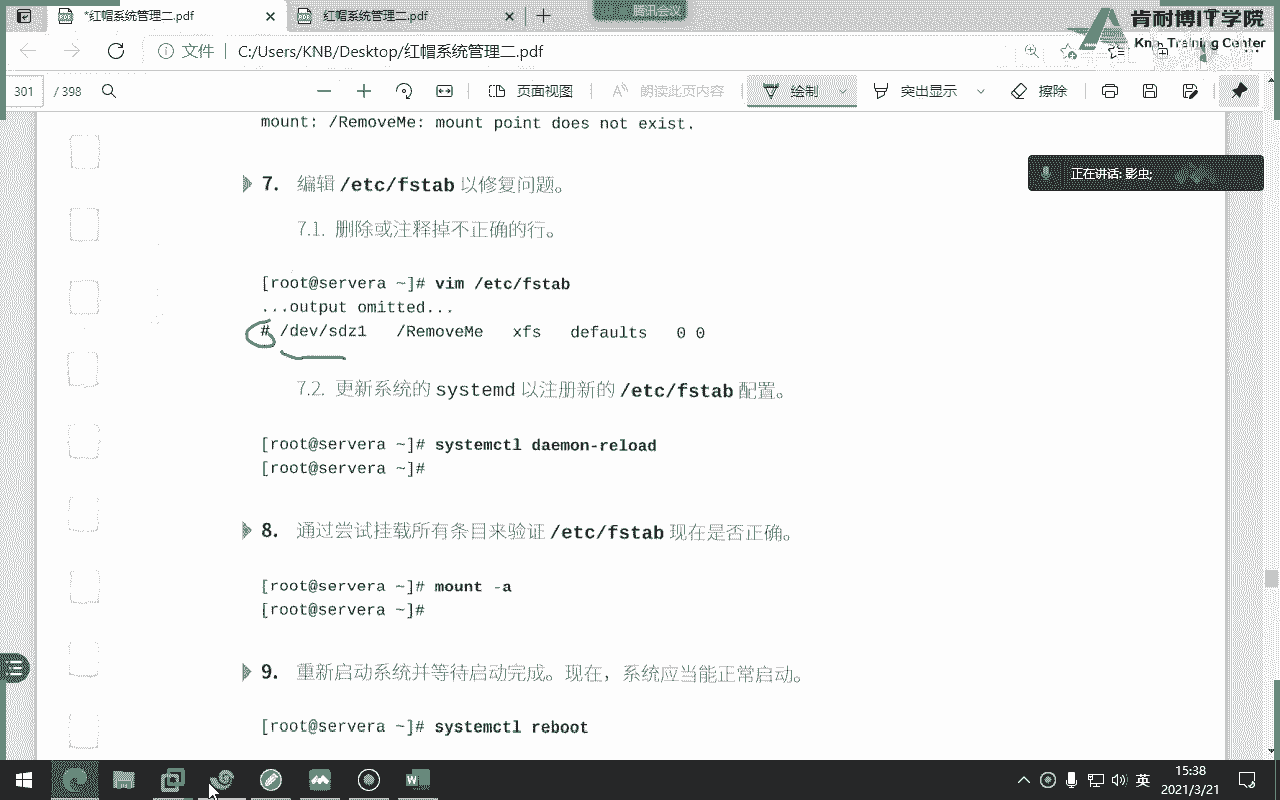 *红帽系统管理二.pdf
红帽系统管理二.pdf
腾讯会议
肯耐博IT学院
Training Center
文件 C:/Users/KNB/Desktop/红帽系统管理二.pdf
301 / 398
页面视图
朗读此页内容
绘制
突出显示
擦除
正在讲话: 影虫;
mount: /RemoveMe: mount point does not exist.
7. 编辑 /etc/fstab 以修复问题。
7.1. 删除或注释掉不正确的行。
[root@servera ~]# vim /etc/fstab
...output omitted...
# /dev/sdz1 /RemoveMe xfs defaults 0 0
7.2. 更新系统的 systemd 以注册新的 /etc/fstab 配置。
[root@servera ~]# systemctl daemon-reload
[root@servera ~]#
8. 通过尝试挂载所有条目来验证 /etc/fstab 现在是否正确。
[root@servera ~]# mount -a
[root@servera ~]#
9. 重新启动系统并等待启动完成。现在，系统应当能正常启动。
[root@servera ~]# systemctl reboot
英
15:38
2021/3/21